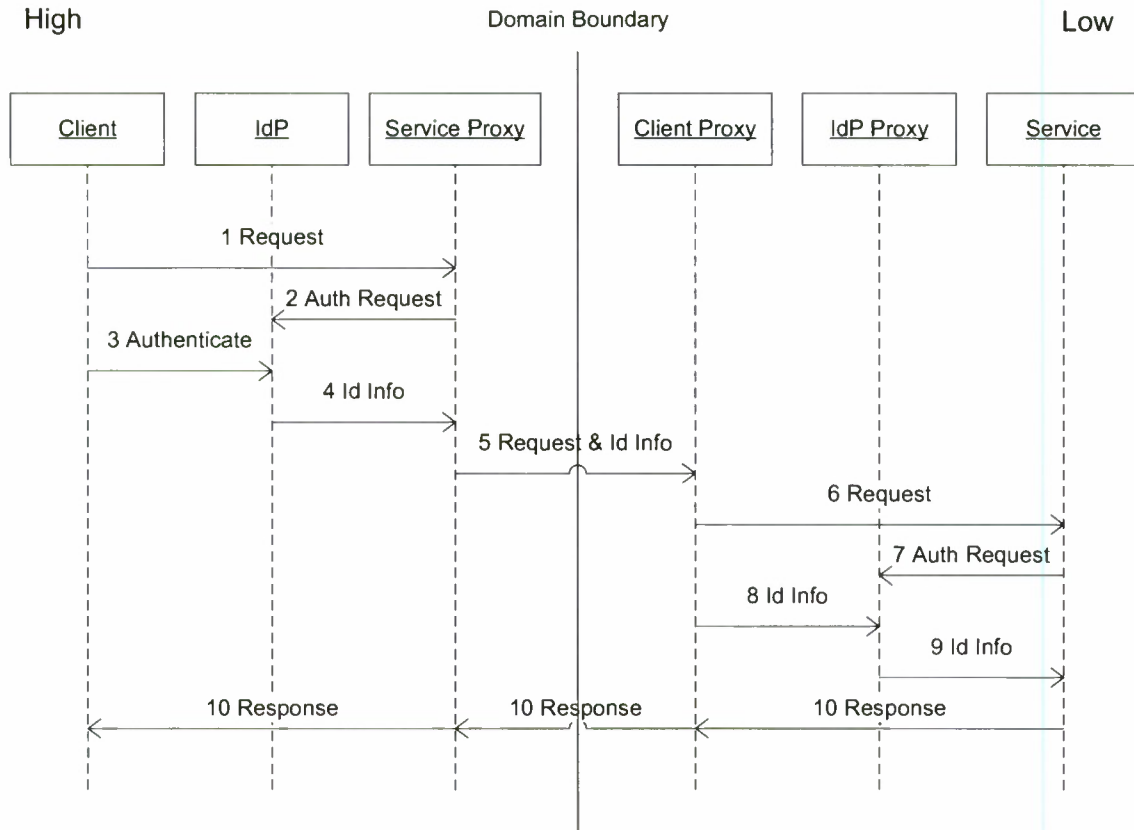 High
Domain Boundary
Low
Client
IdP
Service Proxy
Client Proxy
IdP Proxy
Service
1 Request
2 Auth Request
3 Authenticate
4 Id Info
5 Request & Id Info
6 Request
7 Auth Request
8 Id Info
9 Id Info
10 Response
10 Response
10 Response